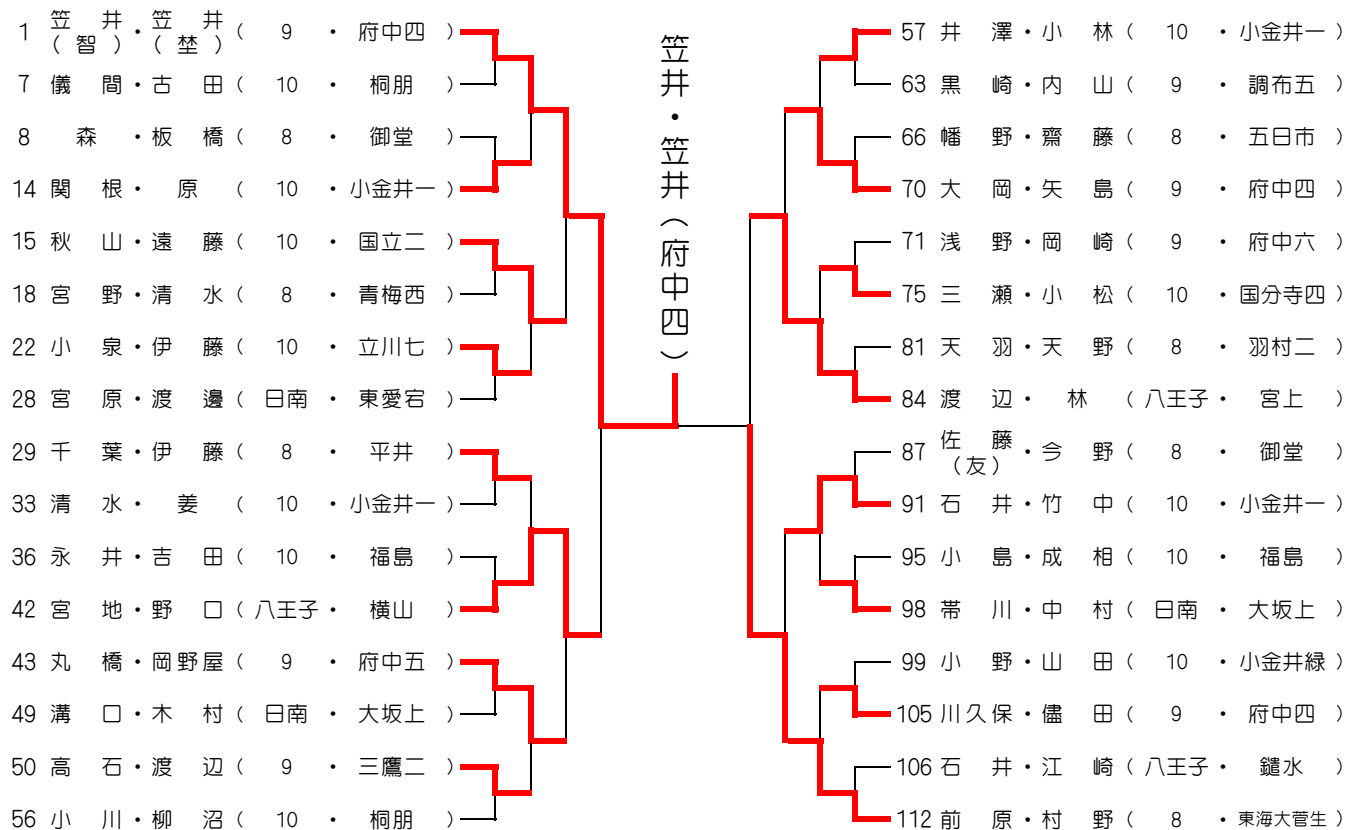 1 笠井(智)・笠井(埜)( 9 ・ 府中四 )
7 儀間・古田( 10 ・ 桐朋 )
8 森・板橋( 8 ・ 御堂 )
14 関根・原( 10 ・小金井一 )
15 秋山・遠藤( 10 ・ 国立二 )
18 宮野・清水( 8 ・ 青梅西 )
22 小泉・伊藤( 10 ・ 立川七 )
28 宮原・渡邊( 日南 ・ 東愛宕 )
29 千葉・伊藤( 8 ・ 平井 )
33 清水・姜( 10 ・小金井一 )
36 永井・吉田( 10 ・ 福島 )
42 宮地・野口( 八王子 ・ 横山 )
43 丸橋・岡野屋( 9 ・ 府中五 )
49 溝口・木村( 日南 ・ 大坂上 )
50 高石・渡辺( 9 ・ 三鷹二 )
56 小川・柳沼( 10 ・ 桐朋 )
笠井・笠井(府中四)
57 井澤・小林( 10 ・小金井一 )
63 黒崎・内山( 9 ・ 調布五 )
66 幡野・齋藤( 8 ・ 五日市 )
70 大岡・矢島( 9 ・ 府中四 )
71 浅野・岡崎( 9 ・ 府中六 )
75 三瀬・小松( 10 ・国分寺四 )
81 天羽・天野( 8 ・ 羽村二 )
84 渡辺・林( 八王子 ・ 宮上 )
87 佐藤(友)・今野( 8 ・ 御堂 )
91 石井・竹中( 10 ・小金井一 )
95 小島・成相( 10 ・ 福島 )
98 帯川・中村( 日南 ・ 大坂上 )
99 小野・山田( 10 ・小金井緑 )
105 川久保・儘田( 9 ・ 府中四 )
106 石井・江崎( 八王子 ・ 鑓水 )
112 前原・村野( 8 ・東海大菅生 )